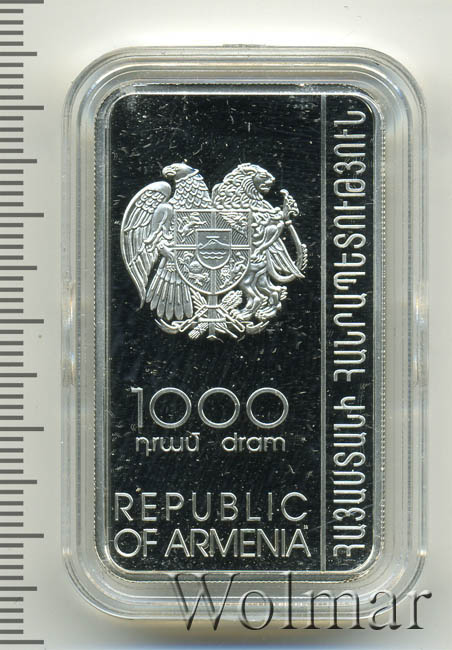 1000
դրամ dram
REPUBLIC
OF ARMENIA
ՀԱՅԱՍՏԱՆԻ ՀԱՆՐԱՊԵՏՈՒԹՅՈՒՆ
Wolmar